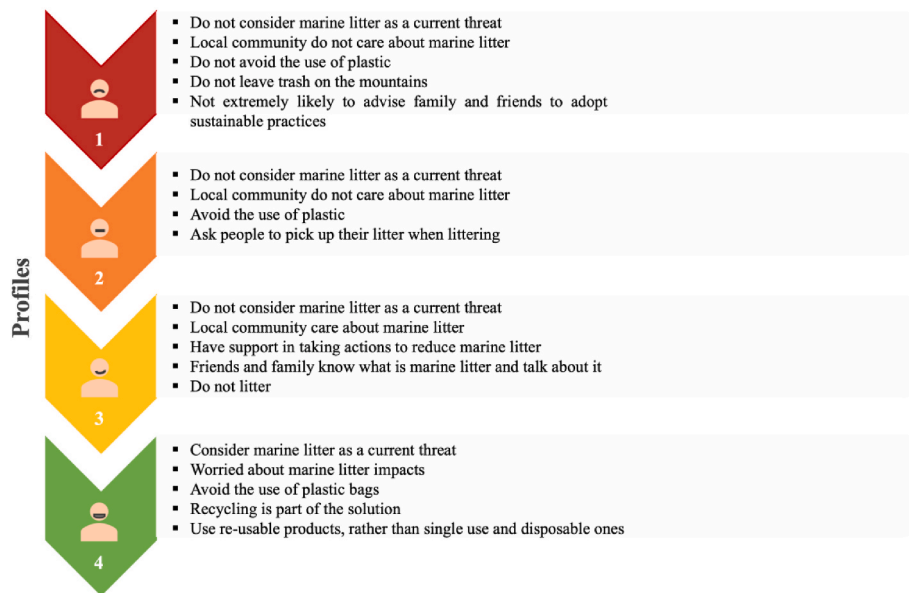 Profiles
▪ Do not consider marine litter as a current threat
▪ Local community do not care about marine litter
▪ Do not avoid the use of plastic
▪ Do not leave trash on the mountains
▪ Not extremely likely to advise family and friends to adopt
sustainable practices
1
▪ Do not consider marine litter as a current threat
▪ Local community do not care about marine litter
▪ Avoid the use of plastic
▪ Ask people to pick up their litter when littering
2
▪ Do not consider marine litter as a current threat
▪ Local community care about marine litter
▪ Have support in taking actions to reduce marine litter
▪ Friends and family know what is marine litter and talk about it
▪ Do not litter
3
▪ Consider marine litter as a current threat
▪ Worried about marine litter impacts
▪ Avoid the use of plastic bags
▪ Recycling is part of the solution
▪ Use re-usable products, rather than single use and disposable ones
4